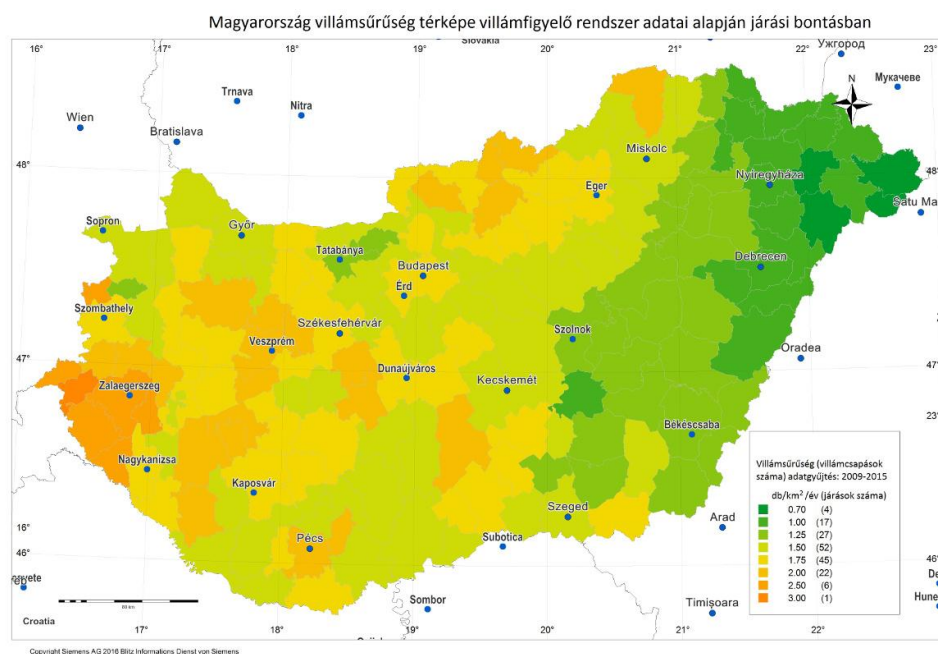 Magyarország villámsűrűség térképe villámfigyelő rendszer adatai alapján járási bontásban
16° 17° 18° 19° Slovakia 20° 21° 22° 23°
Ужгород
Мукачеве
N
Trnava
Nitra
Wien
Bratislava
Miskolc
48°
Nyíregyháza
48°
Eger
Satu Ma
Sopron
Győr
Tatabánya
Debrecen
Budapest
Érd
Szombathely
Székesfehérvár
Szolnok
Veszprém
Oradea
47°
Dunaújváros
47°
Zalaegerszeg
Kecskemét
23°
Békéscsaba
Nagykanizsa
Kaposvár
Szeged
Arad
16°
Pécs
Subotica
46°
46°
Sombor
Timișoara
Hune
Croatia
17° 18° 19° 20° 21° 22°
Villámsűrűség (villámcsapások
száma) adatgyűjtés: 2009-2015
db/km²/év (járások száma)
0.70 (4)
1.00 (17)
1.25 (27)
1.50 (52)
1.75 (45)
2.00 (22)
2.50 (6)
3.00 (1)
Copyright Siemens AG 2016 Blitz Informations Dienst von Siemens